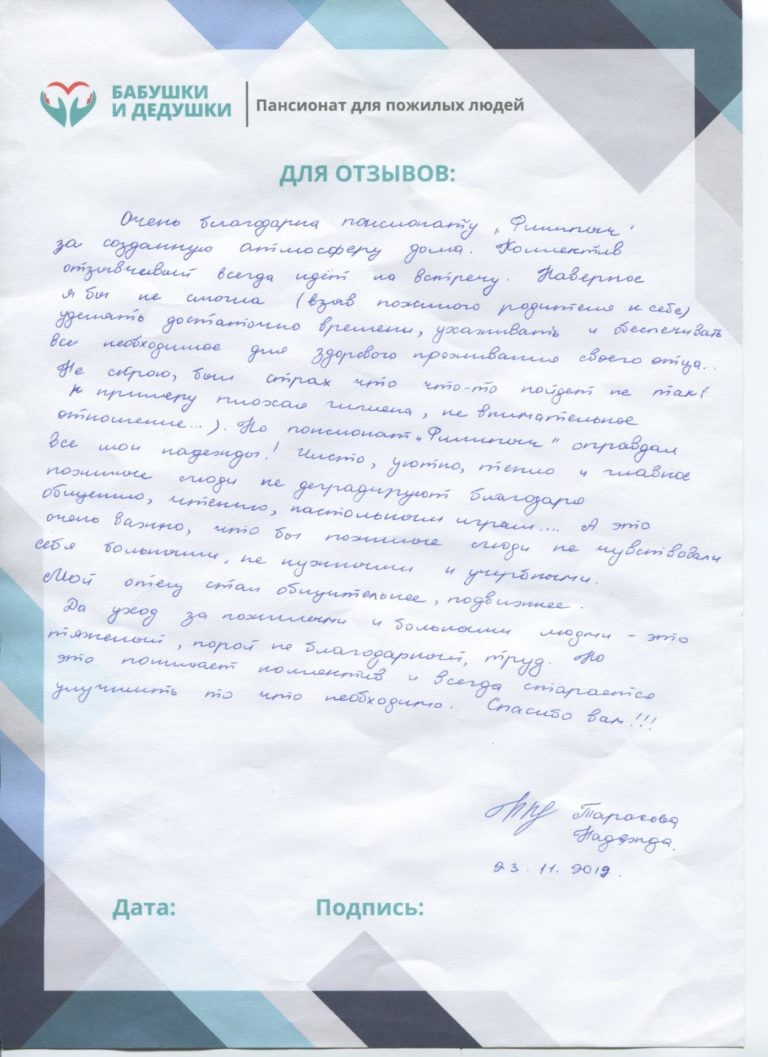 БАБУШКИ
И ДЕДУШКИ
Пансионат для пожилых людей
ДЛЯ ОТЗЫВОВ:
Очень благодарна понсионату „
за созданную атмосферу дома. Коллектив
отзывчивый всегда идёт на встречу. Наверное
я бы не смогла (взяв пожилого родителя к себе)
уделять достаточно времени, ухаживать и обеспечивать
все необходимое для здорового проживания своего отца...
Не скрою, был страх что что-то пойдет не так (
к примеру плохая гигиена, не внимательное
отношение...). Но понсионат оправдал
все мои надежды! Чисто, уютно, тепло и главное
пожилые люди не деградируют благодаря
общению, чтению, настольным играм.... А это
очень важно, что бы пожилые люди не чувствовали
себя больными, не нужными и ущербными.
Мой отец стал общительнее, подвижнее.
Да уход за пожилыми и больными людми - это
тяжелый, порой не благодарный, труд. Но
это понимает коллектив и всегда старается
улучшить то что необходимо. Спасибо вам!!!
Тарасова
Надежда.
23.11.2019.
Дата:
Подпись: